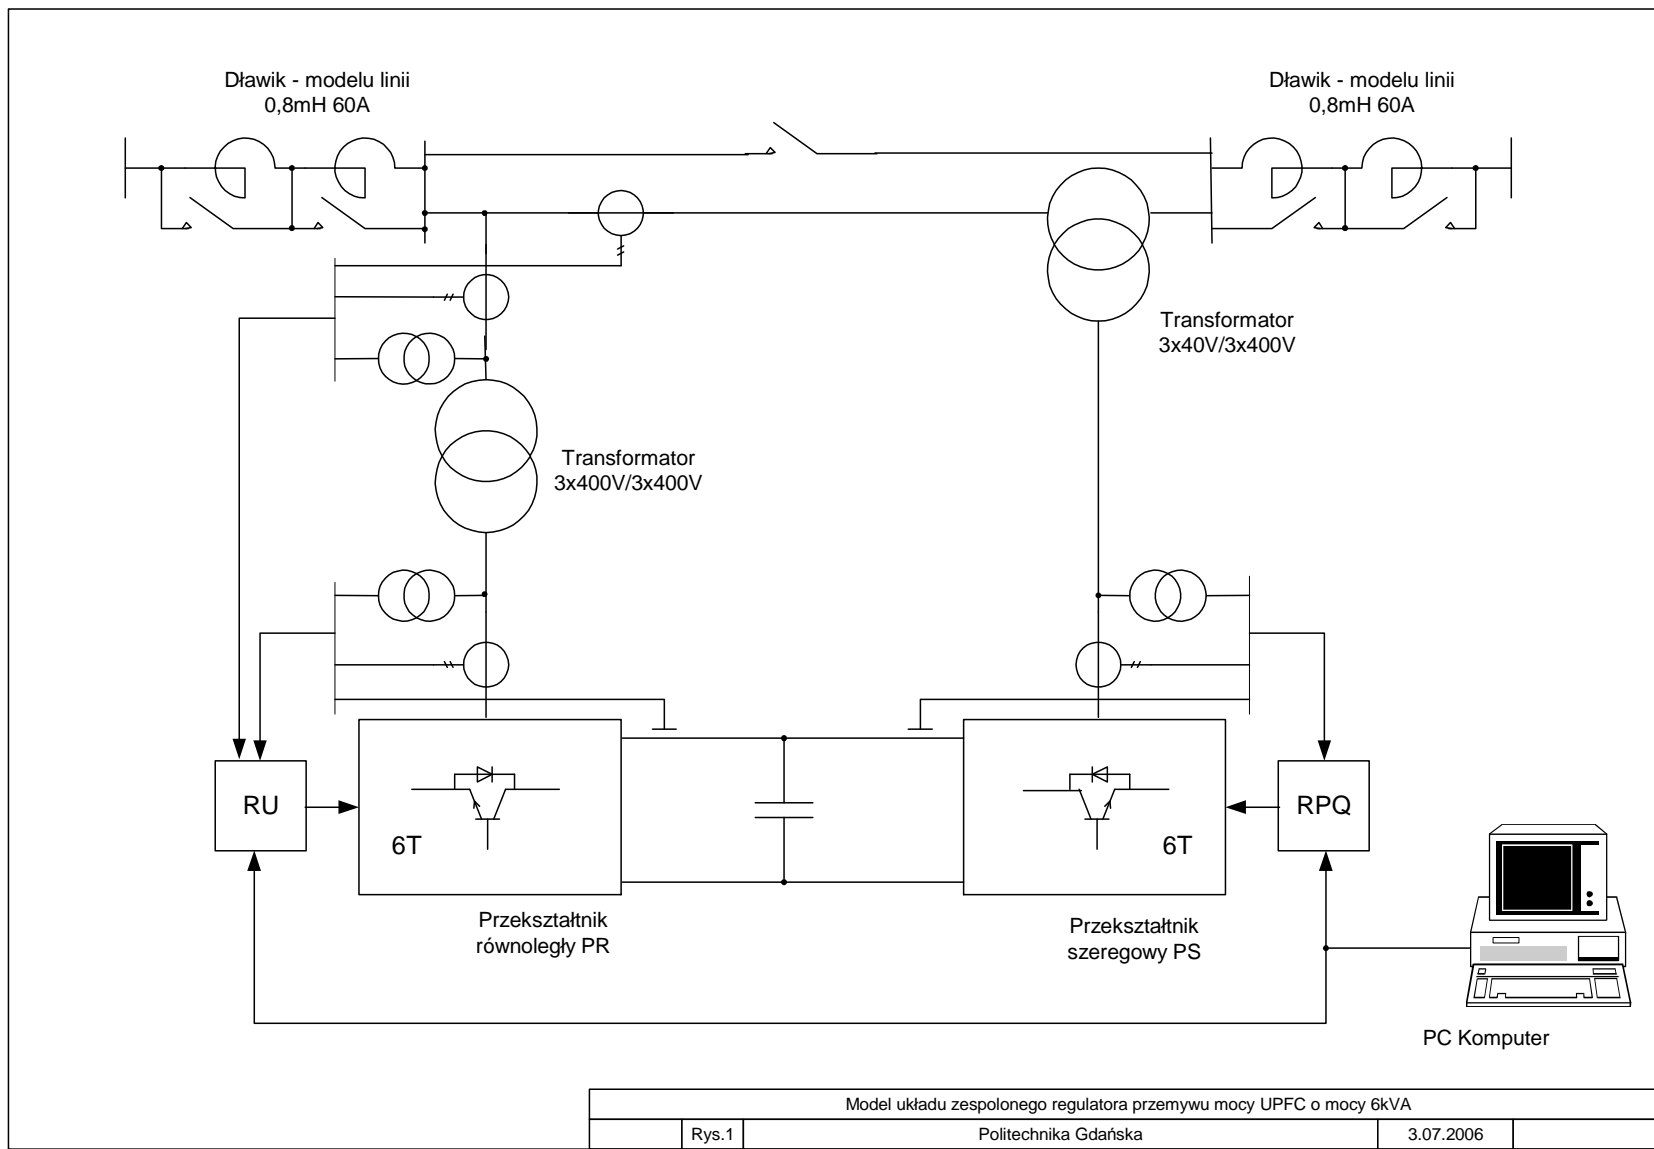 Dławik - modelu linii
0,8mH 60A
Dławik - modelu linii
0,8mH 60A
Transformator
3x40V/3x400V
Transformator
3x400V/3x400V
RU
6T
6T
RPQ
Przekształtnik
równoległy PR
Przekształtnik
szeregowy PS
PC Komputer
Model układu zespolonego regulatora przemywu mocy UPFC o mocy 6kVA
Rys.1
Politechnika Gdańska
3.07.2006